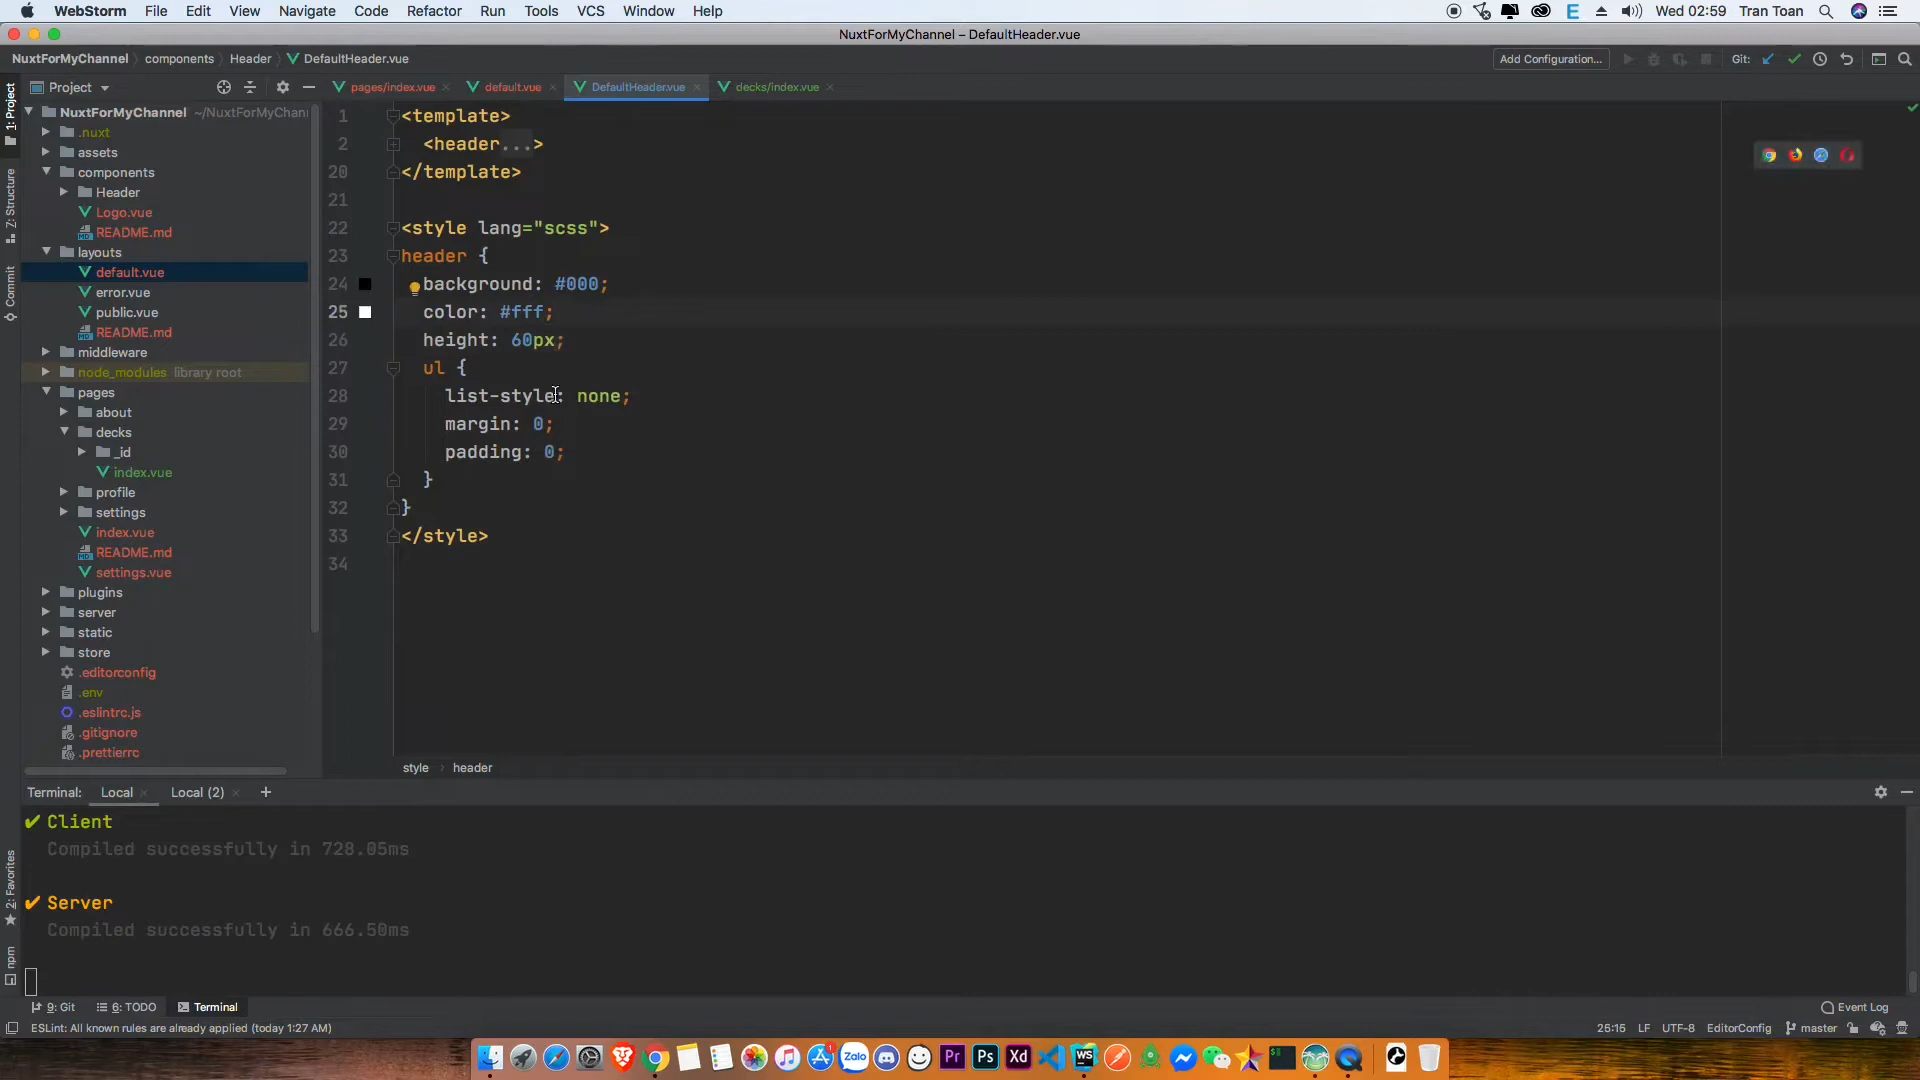 WebStorm File Edit View Navigate Code Refactor Run Tools VCS Window Help Wed 02:59 Tran Toan
NuxtForMyChannel – DefaultHeader.vue
NuxtForMyChannel components Header DefaultHeader.vue Add Configuration... Git:
Project pages/index.vue default.vue DefaultHeader.vue decks/index.vue
1: Project
Z: Structure
Commit
2: Favorites
npm
NuxtForMyChannel ~/NuxtForMyChann
.nuxt
assets
components
Header
Logo.vue
README.md
layouts
default.vue
error.vue
public.vue
README.md
middleware
node_modules library root
pages
about
decks
_id
index.vue
profile
settings
index.vue
README.md
settings.vue
plugins
server
static
store
.editorconfig
.env
.eslintrc.js
.gitignore
.prettierrc
1 <template>
2 <header...>
20 </template>
21
22 <style lang="scss">
23 header {
24 background: #000;
25 color: #fff;
26 height: 60px;
27 ul {
28 list-style: none;
29 margin: 0;
30 padding: 0;
31 }
32 }
33 </style>
34
style header
Terminal: Local Local (2) +
✔ Client
Compiled successfully in 728.05ms
✔ Server
Compiled successfully in 666.50ms
9: Git 6: TODO Terminal Event Log
ESLint: All known rules are already applied (today 1:27 AM) 25:15 LF UTF-8 EditorConfig master
Zalo Pr Ps Xd WS